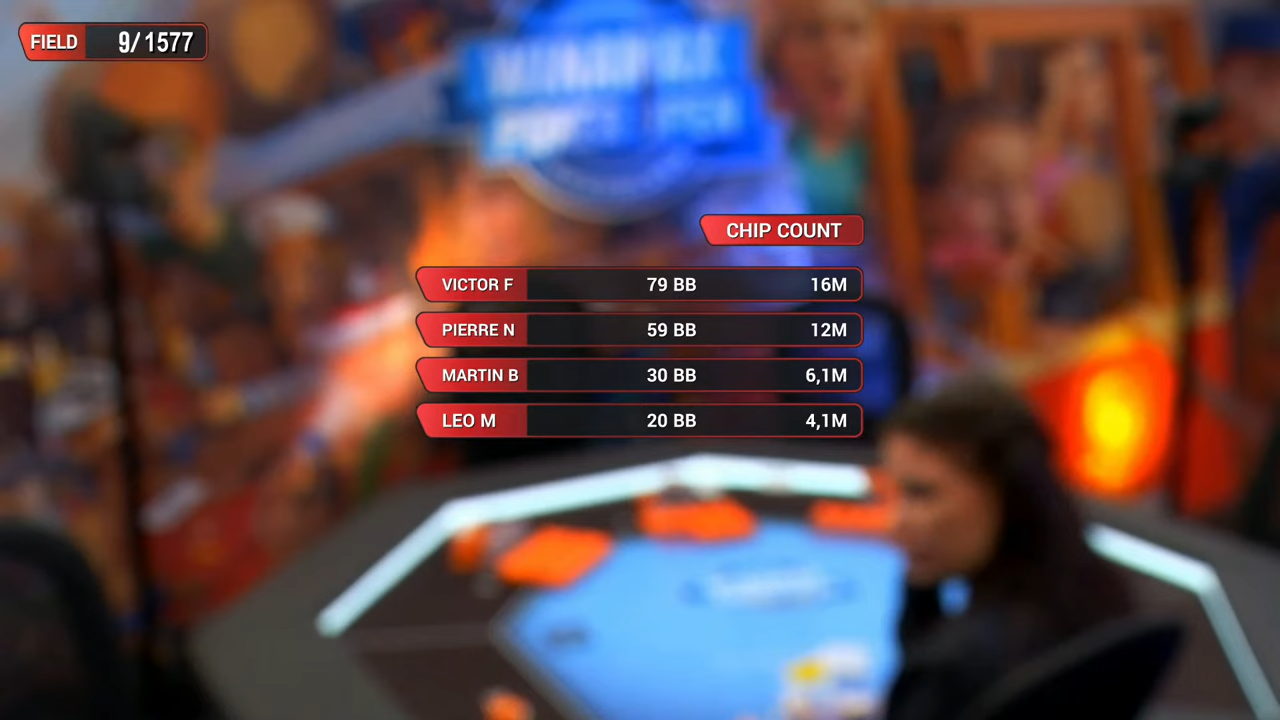 FIELD 9/1577
CHIP COUNT
VICTOR F 79 BB 16M
PIERRE N 59 BB 12M
MARTIN B 30 BB 6,1M
LEO M 20 BB 4,1M